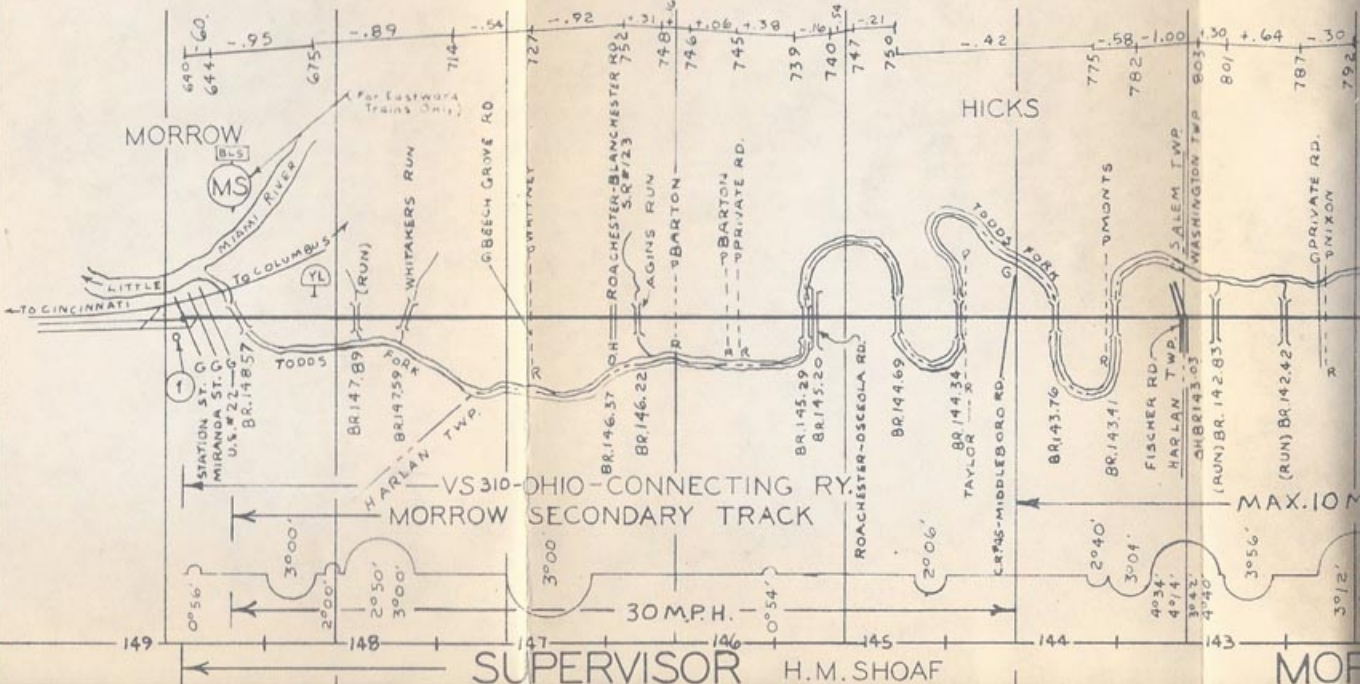 -.60 -.95 -.89 -.54 -.92 +.31 +.06 +.38 -.16 -.54 -.21 -.42 -.58 -1.00 +.30 +.64 -.30
640 644 675 714 727 752 748 746 745 739 740 747 750 775 782 803 801 787 792
(For Eastward
Trains Only)
MORROW
HICKS
BLS
MS
MIAMI RIVER
LITTLE
TO COLUMBUS
YL
TO CINCINNATI
(RUN)
WHITAKERS RUN
BEECH GROVE RD
WHITNEY
ROACHESTER-BLANCHESTER RD.
S.R.#123
AGINS RUN
P BARTON
P BARTON
P PRIVATE RD.
TODDS FORK
P MONTS
SALEM TWP.
WASHINGTON TWP
G PRIVATE RD.
P NIXON
1
STATION ST. G
MIRANDA ST. G
U.S.#22 G
BR.148.57
TODDS FORK
BR.147.89
BR.147.59
HARLAN TWP.
BR.146.37
BR.146.22
BR.145.29
BR.145.20
ROACHESTER-OSCEOLA RD.
BR.144.69
BR.144.34
TAYLOR
C.R.#45-MIDDLEBORO RD.
BR.143.76
BR.143.41
FISCHER RD.
HARLAN TWP.
OHBR143.03
(RUN) BR.142.83
(RUN) BR.142.42
VS310-OHIO-CONNECTING RY.
MORROW SECONDARY TRACK
MAX.10 M
0°56' 3°00' 2°00' 2°50' 3°00' 3°00' 0°54' 2°06' 2°40' 3°04' 4°34' 4°14' 3°42' 4°40' 3°56' 3°12'
30 M.P.H.
149 148 147 146 145 144 143
SUPERVISOR H.M. SHOAF MOR